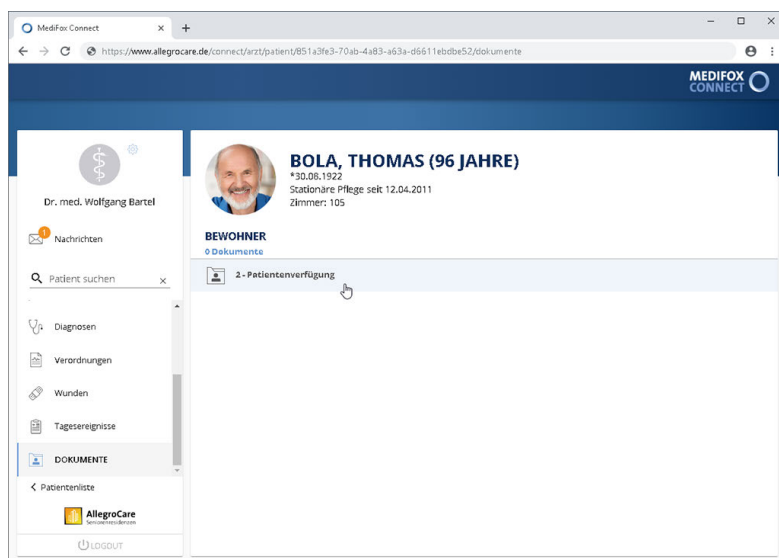 MediFox Connect
https://www.allegrocare.de/connect/arzt/patient/851a3fe3-70ab-4a83-a63a-d6611ebdbe52/dokumente
MEDIFOX
CONNECT
Dr. med. Wolfgang Bartel
1
Nachrichten
Patient suchen
Diagnosen
Verordnungen
Wunden
Tagesereignisse
DOKUMENTE
Patientenliste
AllegroCare
Seniorenresidenzen
LOGOUT
BOLA, THOMAS (96 JAHRE)
*30.08.1922
Stationäre Pflege seit 12.04.2011
Zimmer: 105
BEWOHNER
0 Dokumente
2 - Patientenverfügung